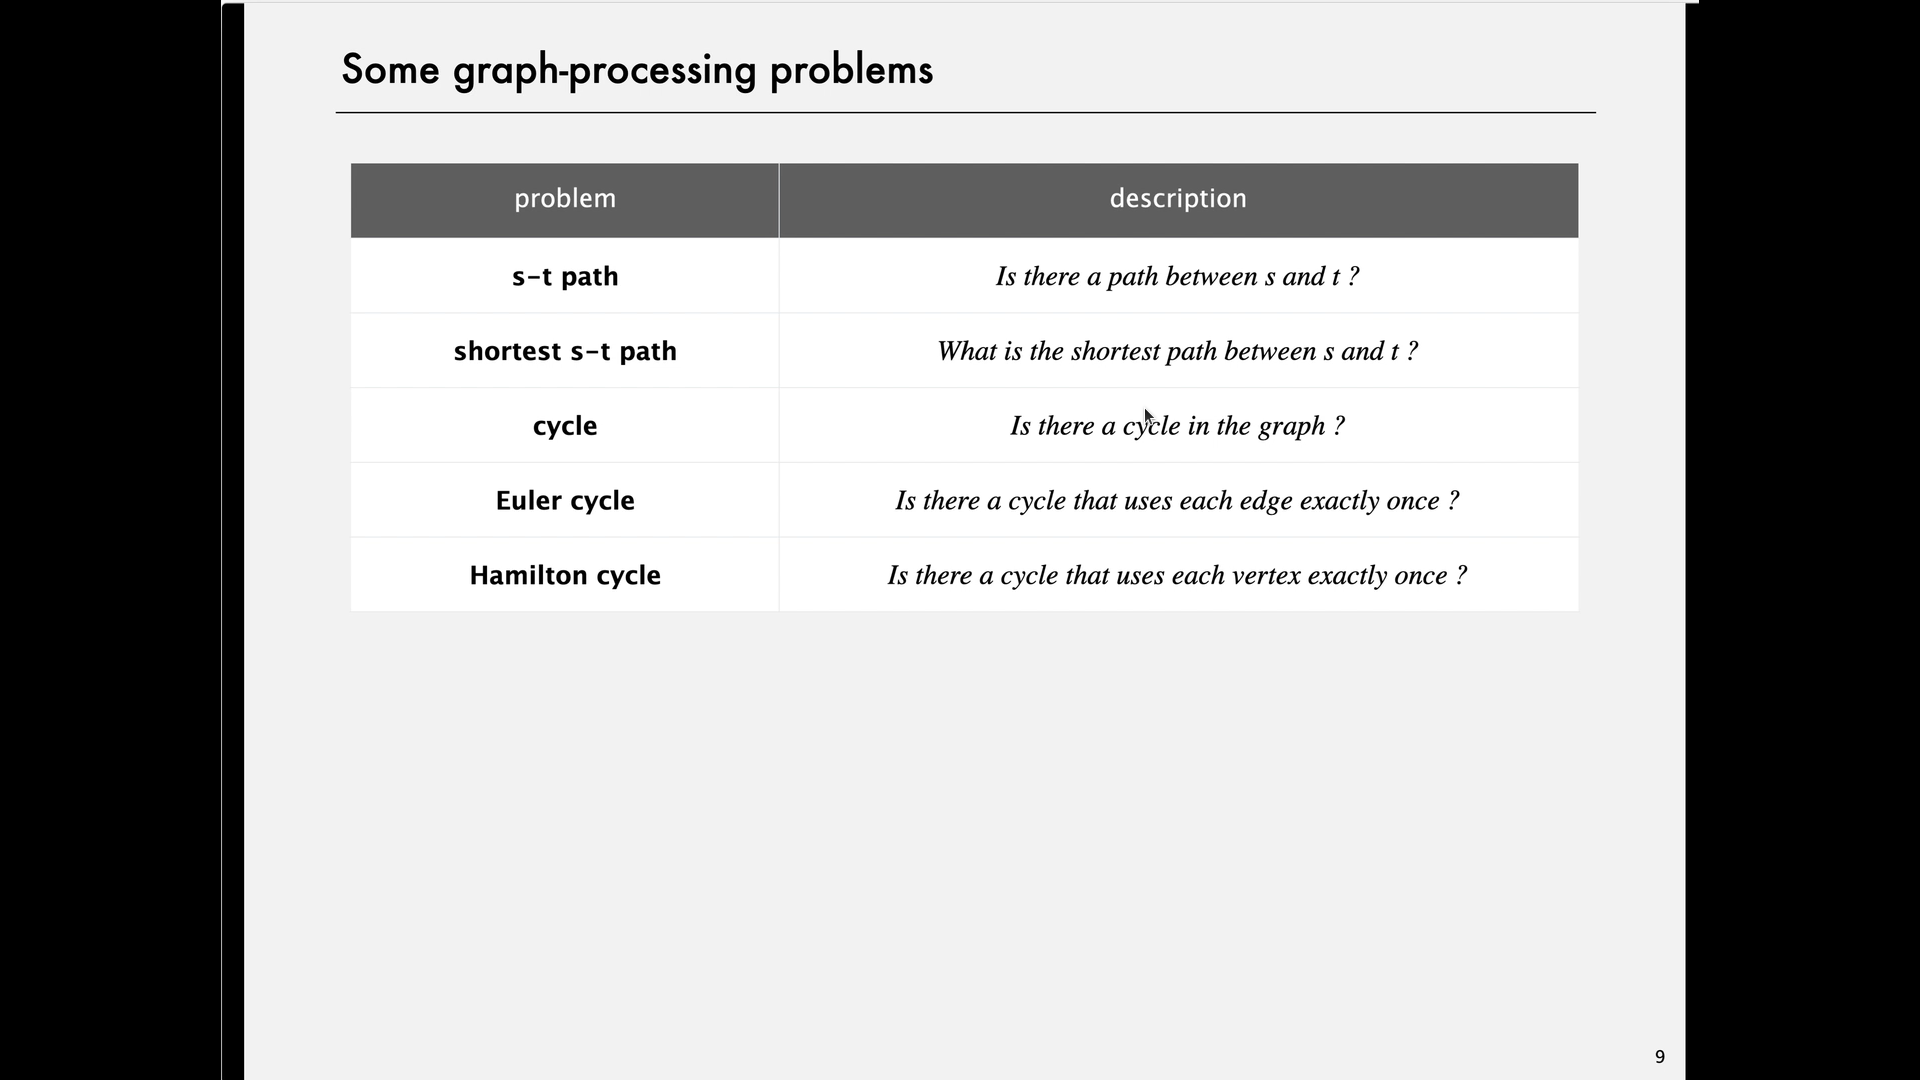 Some graph-processing problems
problem description
s–t path Is there a path between s and t ?
shortest s–t path What is the shortest path between s and t ?
cycle Is there a cycle in the graph ?
Euler cycle Is there a cycle that uses each edge exactly once ?
Hamilton cycle Is there a cycle that uses each vertex exactly once ?
9